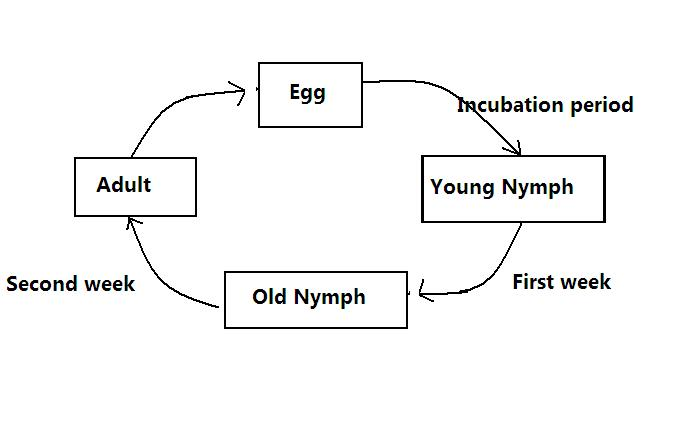 Egg
Incubation period
Adult
Young Nymph
Second week
Old Nymph
First week